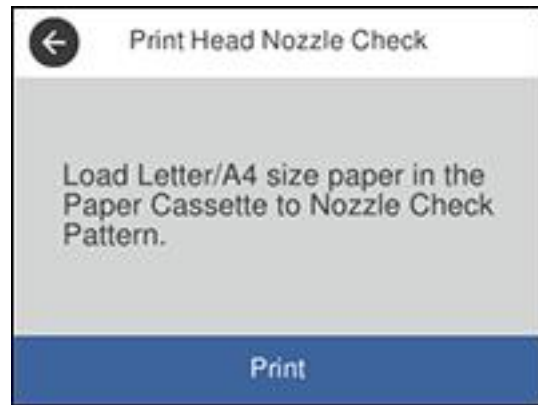 Print Head Nozzle Check
Load Letter/A4 size paper in the
Paper Cassette to Nozzle Check
Pattern.
Print